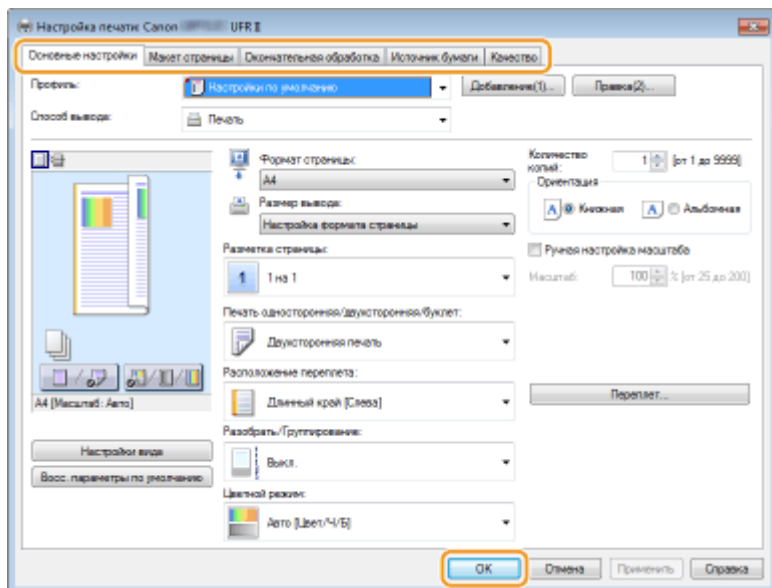 Настройка печати: Canon UFR II
Основные настройки Макет страницы Окончательная обработка Источник бумаги Качество
Профиль: Настройки по умолчанию Добавление(1)... Правка(2)...
Способ вывода: Печать
Формат страницы:
A4
Размер вывода:
Настройка формата страницы
Количество копий: 1 [от 1 до 9999]
Ориентация
A Книжная A Альбомная
Разметка страницы:
1 1 на 1
Ручная настройка масштаба
Масштаб: 100 % [от 25 до 200]
Печать односторонняя/двухсторонняя/буклет:
Двухсторонняя печать
Расположение переплета:
Длинный край [Слева]
Переплет...
A4 [Масштаб: Авто]
Разобрать/Группирование:
Выкл.
Настройки вида
Восс. параметры по умолчанию
Цветной режим:
Авто [Цвет/Ч/Б]
OK Отмена Применить Справка